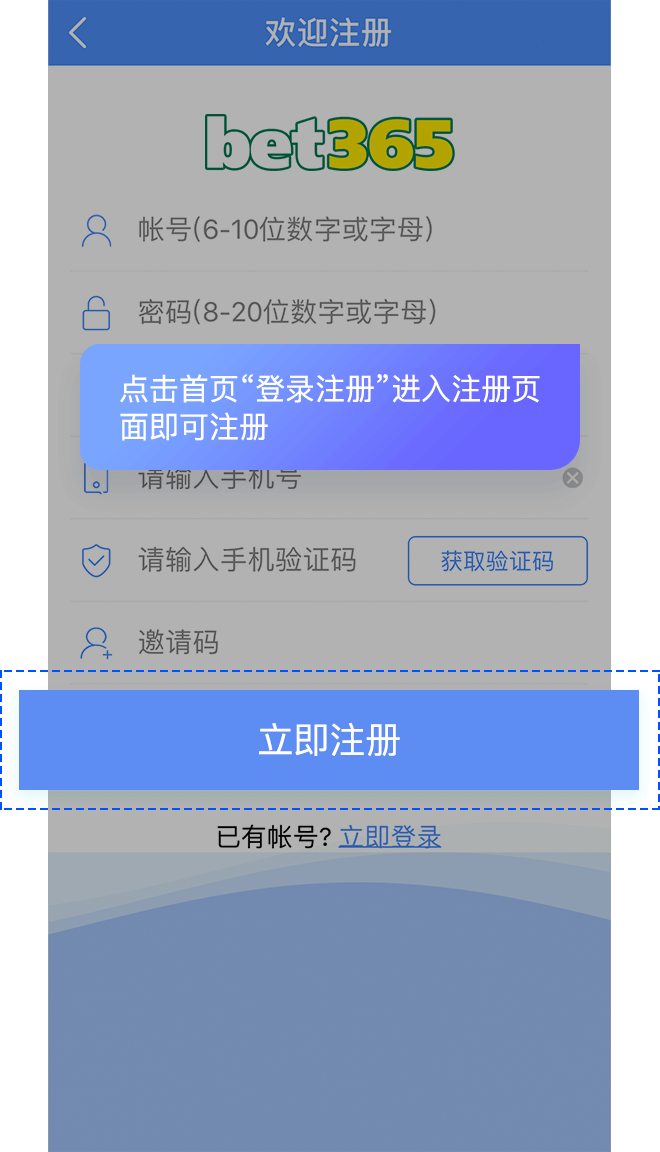 欢迎注册
bet365
帐号(6-10位数字或字母)
密码(8-20位数字或字母)
点击首页“登录注册”进入注册页
面即可注册
请输入手机号
请输入手机验证码
获取验证码
邀请码
立即注册
已有帐号? 立即登录